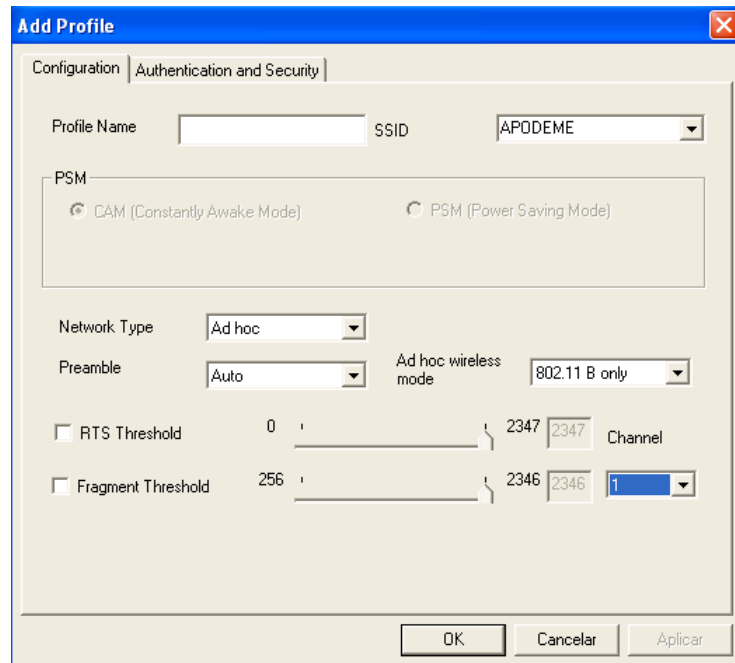 Add Profile
Configuration Authentication and Security
Profile Name SSID APODEME
PSM
CAM (Constantly Awake Mode) PSM (Power Saving Mode)
Network Type Ad hoc
Preamble Auto Ad hoc wireless mode 802.11 B only
RTS Threshold 0 2347 2347 Channel
Fragment Threshold 256 2346 2346 1
OK Cancelar Aplicar